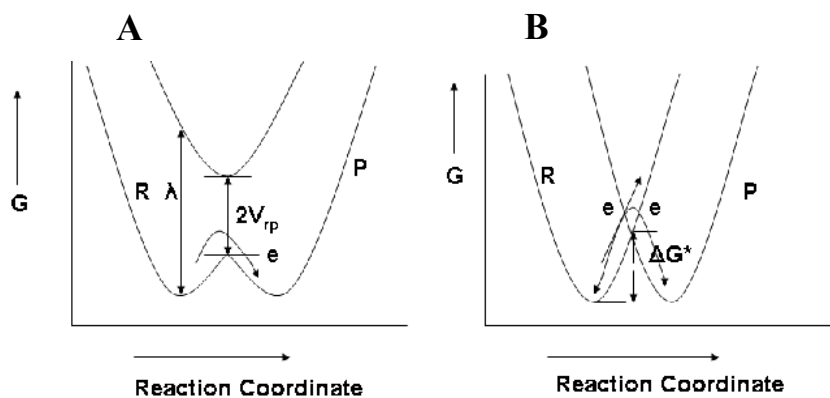 A
B
G
R
λ
P
2V_rp
e
Reaction Coordinate
G
R
P
e
e
ΔG*
Reaction Coordinate